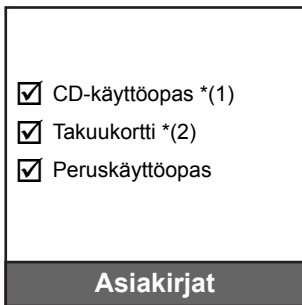 CD-käyttöopas *(1)
Takuukortti *(2)
Peruskäyttöopas
Asiakirjat